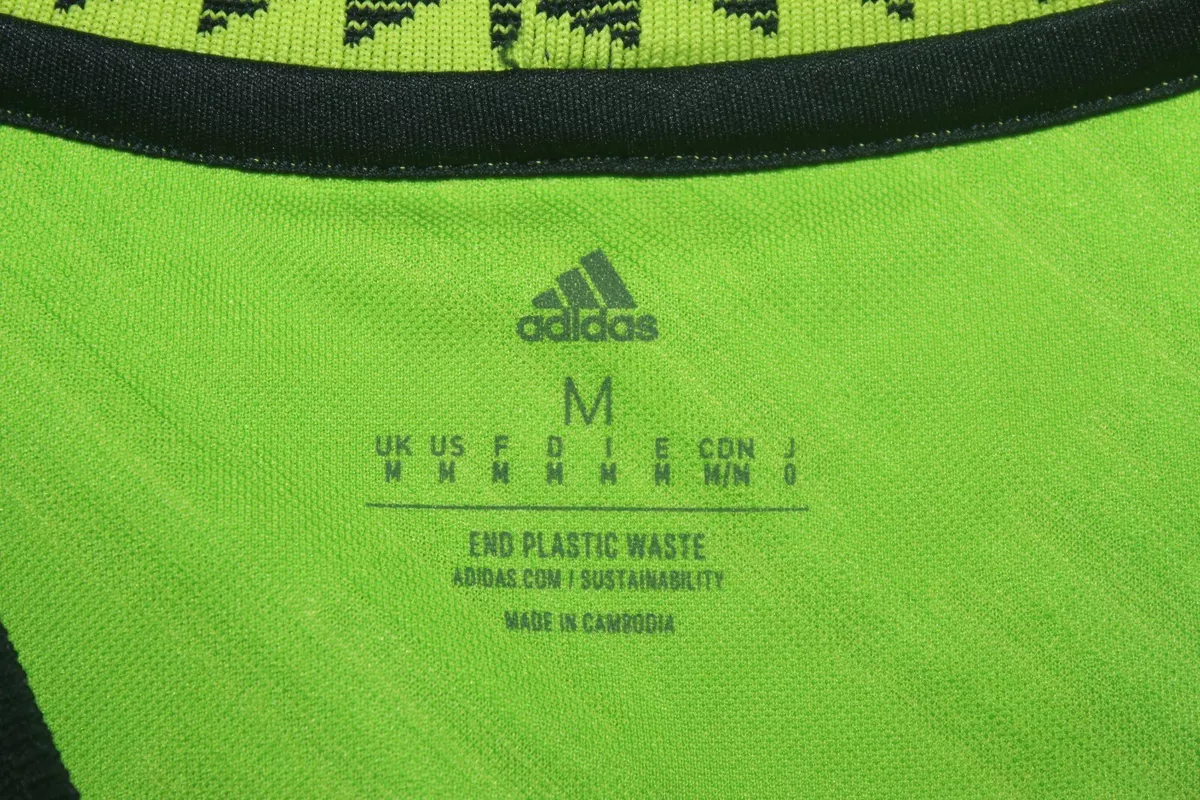 adidas
M
UK US F D I E CDN J
M M M M M M M/M O
END PLASTIC WASTE
ADIDAS.COM / SUSTAINABILITY
MADE IN CAMBODIA